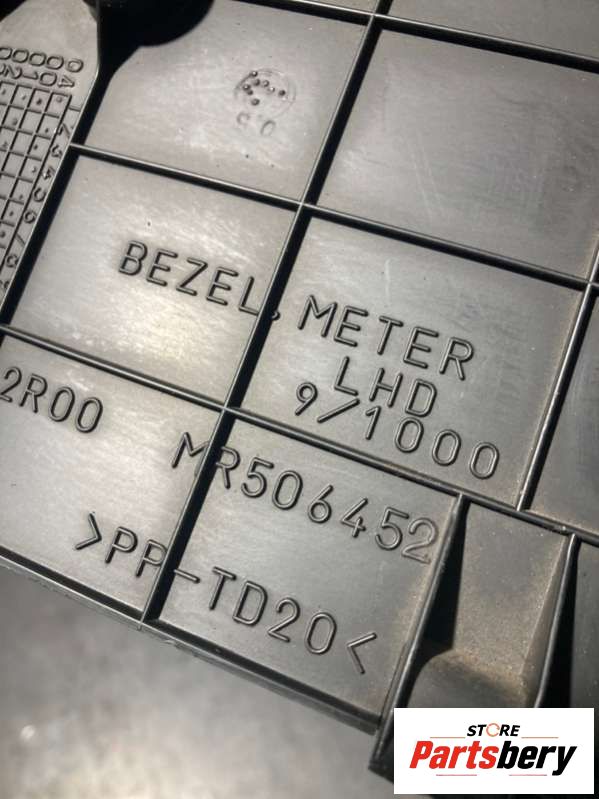 BEZEL, METER
LHD
9/1000
2R00
MR506452
>PP-TD20<
STORE
Partsbery